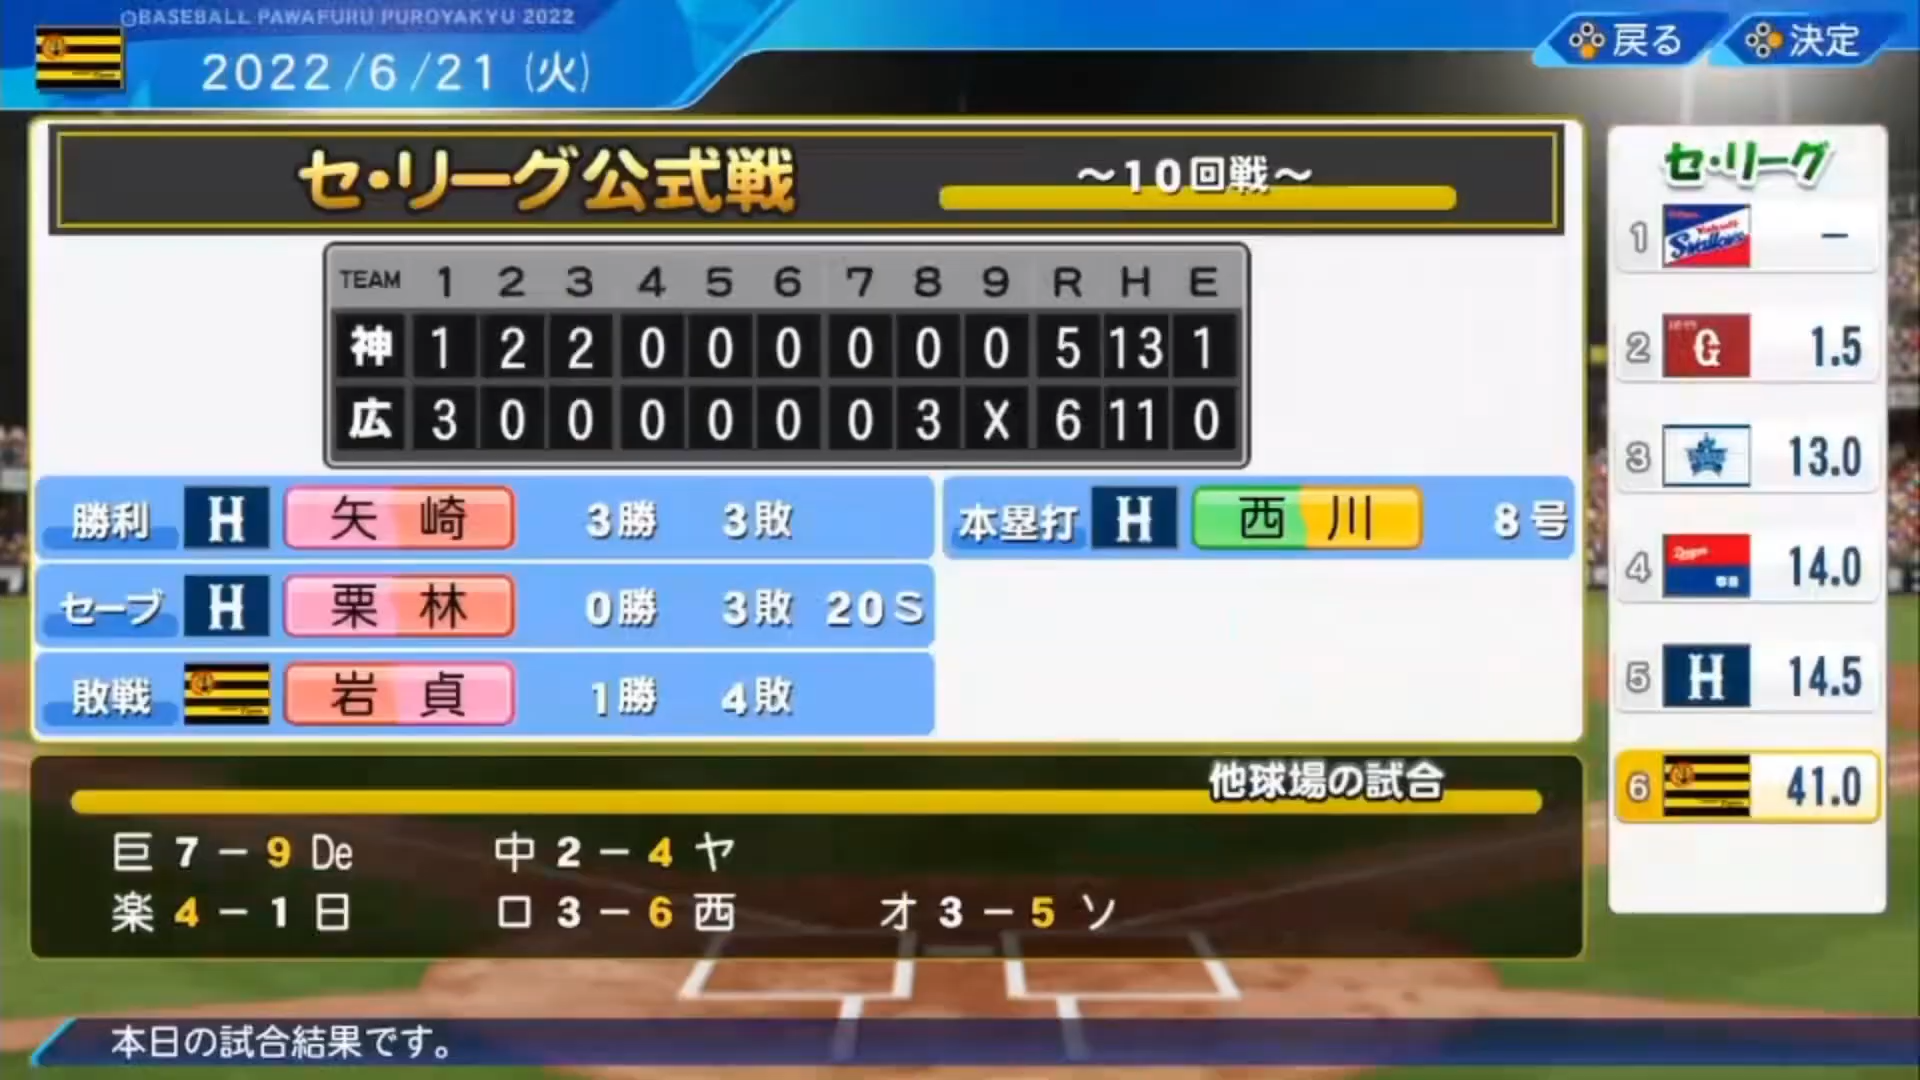 ©BASEBALL PAWAFURU PUROYAKYU 2022
2022/6/21 (火)
戻る
決定
セ・リーグ公式戦
～10回戦～
TEAM 1 2 3 4 5 6 7 8 9 R H E
神 1 2 2 0 0 0 0 0 0 5 13 1
広 3 0 0 0 0 0 0 3 X 6 11 0
勝利 H 矢崎 3勝 3敗
セーブ H 栗林 0勝 3敗 20S
敗戦 岩貞 1勝 4敗
本塁打 H 西川 8号
セ・リーグ
1 Swallows –
2 G 1.5
3 13.0
4 14.0
5 H 14.5
6 41.0
他球場の試合
巨 7 – 9 De
中 2 – 4 ヤ
楽 4 – 1 日
ロ 3 – 6 西
オ 3 – 5 ソ
本日の試合結果です。